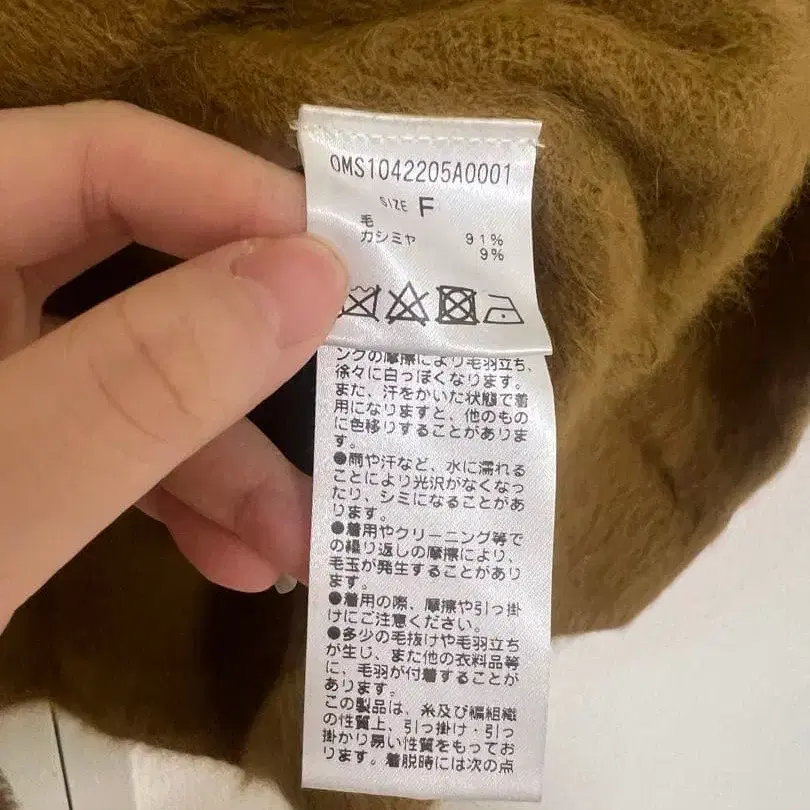 OMS1042205A0001
SIZE F
毛
カシミヤ 91%
9%
ングの摩擦により毛羽立ち、
徐々に白っぽくなります。
また、汗をかいた状態で着
用になりますと、他のもの
に色移りすることがありま
す。
●雨や汗など、水に濡れる
ことにより光沢がなくなっ
たり、シミになることがあ
ります。
●着用やクリーニング等で
の繰り返しの摩擦により、
毛玉が発生することがあり
ます。
●着用の際、摩擦や引っ掛
けにご注意ください。
●多少の毛抜けや毛羽立ち
が生じ、また他の衣料品等
に、毛羽が付着することが
あります。
この製品は、糸及び編組織
の性質上、引っ掛け・引っ
掛かり易い性質をもってお
ります。着脱時には次の点